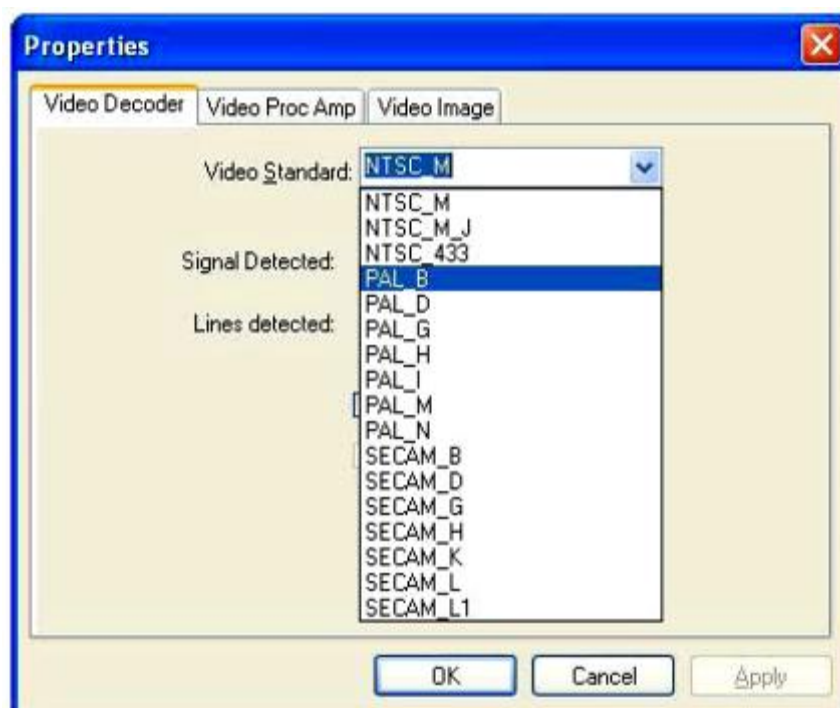 Properties
Video Decoder Video Proc Amp Video Image
Video Standard: NTSC_M
NTSC_M
NTSC_M_J
NTSC_433
Signal Detected:
PAL_B
PAL_D
Lines detected:
PAL_G
PAL_H
PAL_I
PAL_M
PAL_N
SECAM_B
SECAM_D
SECAM_G
SECAM_H
SECAM_K
SECAM_L
SECAM_L1
OK Cancel Apply